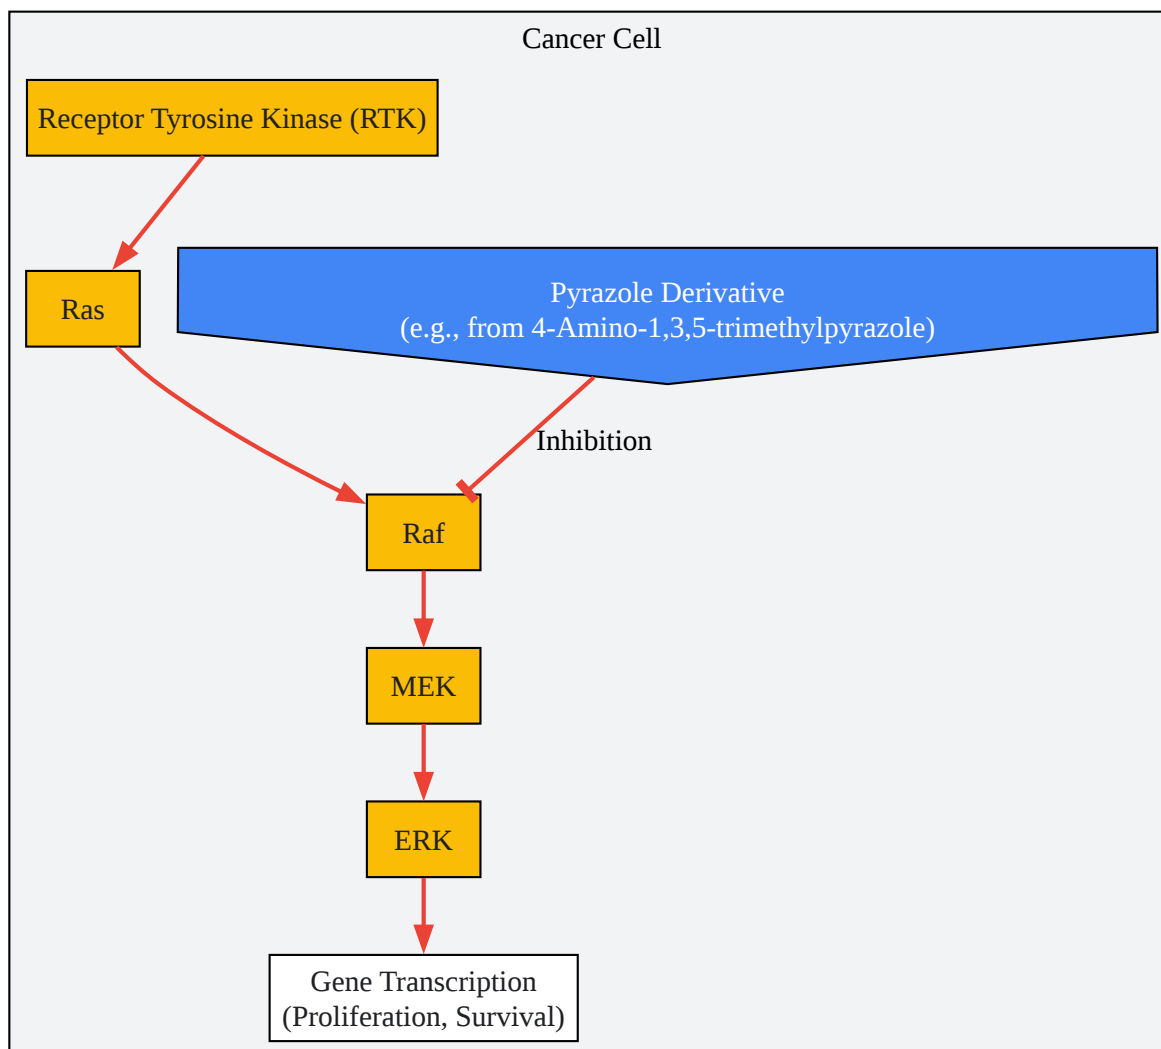 Cancer Cell
Receptor Tyrosine Kinase (RTK)
Ras
Pyrazole Derivative
(e.g., from 4-Amino-1,3,5-trimethylpyrazole)
Inhibition
Raf
MEK
ERK
Gene Transcription
(Proliferation, Survival)